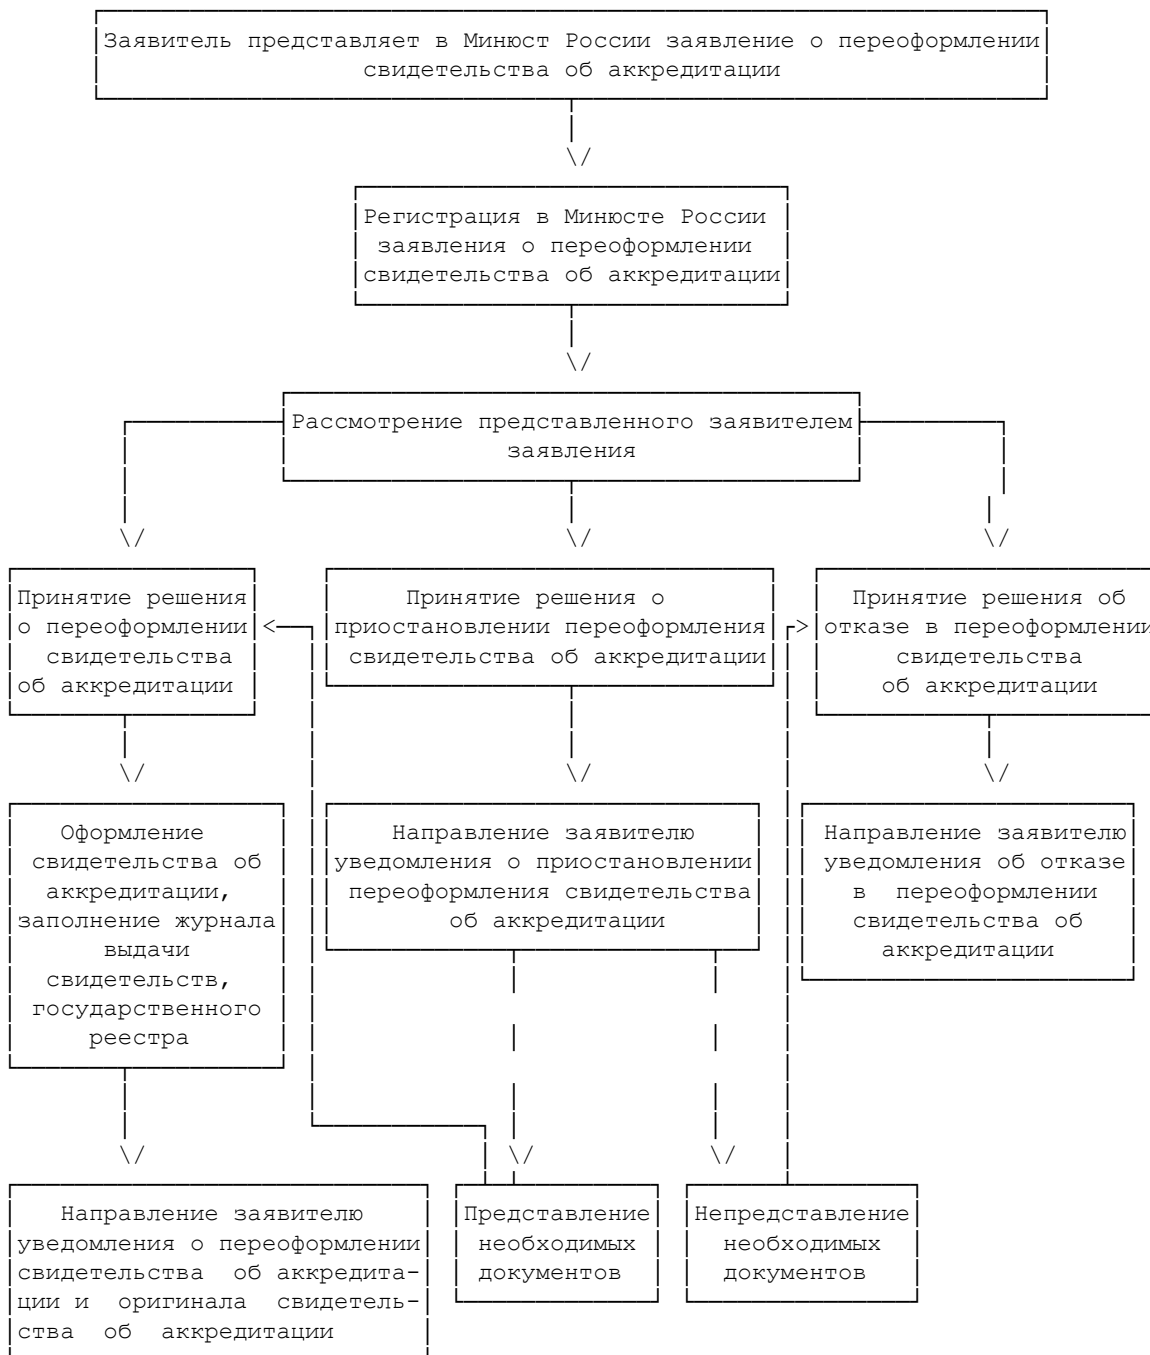 Заявитель представляет в Минюст России заявление о переоформлении
свидетельства об аккредитации
Регистрация в Минюсте России
заявления о переоформлении
свидетельства об аккредитации
Рассмотрение представленного заявителем
заявления
Принятие решения
о переоформлении
свидетельства
об аккредитации
Принятие решения о
приостановлении переоформления
свидетельства об аккредитации
Принятие решения об
отказе в переоформлении
свидетельства
об аккредитации
Оформление
свидетельства об
аккредитации,
заполнение журнала
выдачи
свидетельств,
государственного
реестра
Направление заявителю
уведомления о приостановлении
переоформления свидетельства
об аккредитации
Направление заявителю
уведомления об отказе
в переоформлении
свидетельства об
аккредитации
Направление заявителю
уведомления о переоформлении
свидетельства об аккредита-
ции и оригинала свидетель-
ства об аккредитации
Представление
необходимых
документов
Непредставление
необходимых
документов